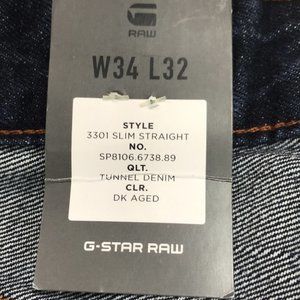 RAW
W34 L32
STYLE
3301 SLIM STRAIGHT
NO.
SP8106.6738.89
QLT.
TUNNEL DENIM
CLR.
DK AGED
G-STAR RAW